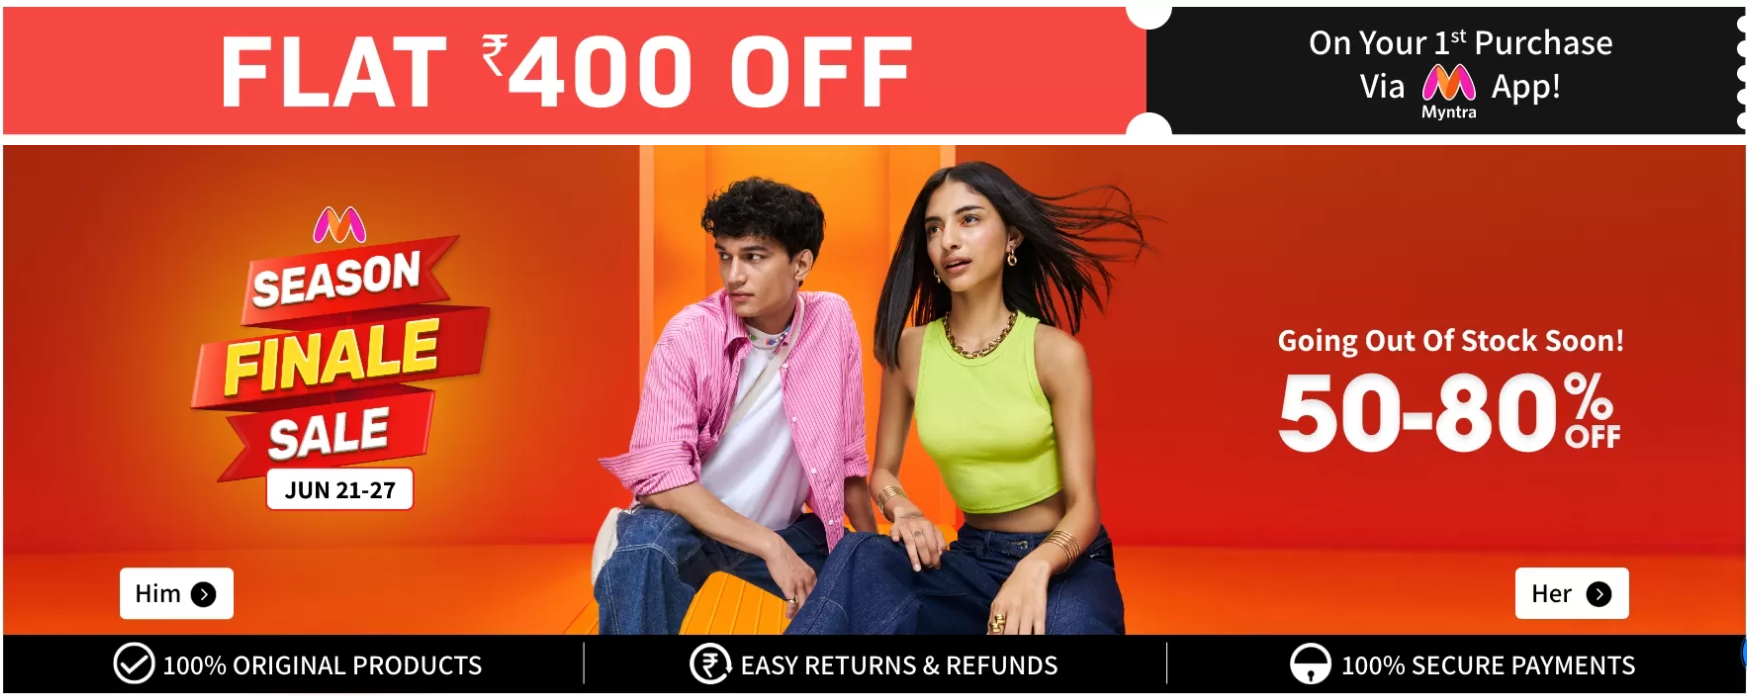 FLAT ₹400 OFF
On Your 1st Purchase
Via Myntra App!
SEASON
FINALE
SALE
JUN 21-27
Going Out Of Stock Soon!
50-80% OFF
Him
Her
100% ORIGINAL PRODUCTS
EASY RETURNS & REFUNDS
100% SECURE PAYMENTS